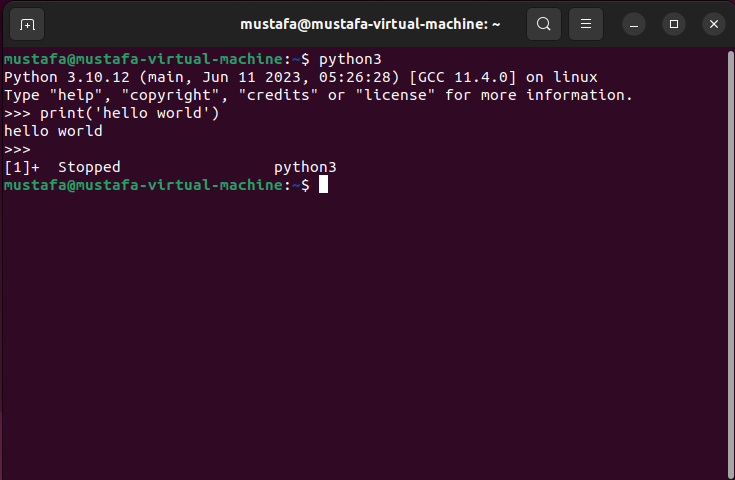 mustafa@mustafa-virtual-machine: ~
mustafa@mustafa-virtual-machine:~$ python3
Python 3.10.12 (main, Jun 11 2023, 05:26:28) [GCC 11.4.0] on linux
Type "help", "copyright", "credits" or "license" for more information.
>>> print('hello world')
hello world
>>>
[1]+  Stopped                 python3
mustafa@mustafa-virtual-machine:~$